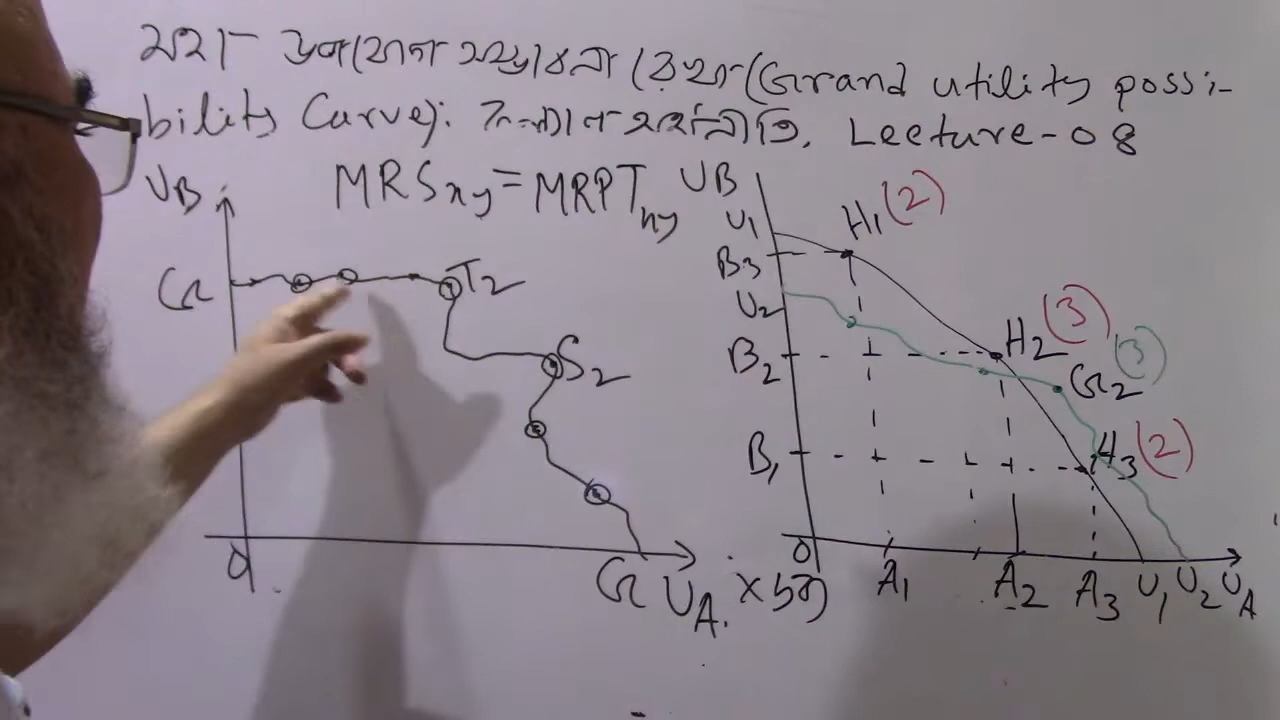 মহা উপযোগ সম্ভাবনা রেখা (Grand utility possi-
bility Curve): কল্যাণ অর্থনীতি, Lecture-08
UB
MRSxy = MRPTxy
UB
G
T2
S2
O
G
UA.
U1
H1 (2)
B3
U2
B2
H2 (3)
G2 (3)
B1
H3 (2)
O
A1
A2
A3
U1
U2
UA